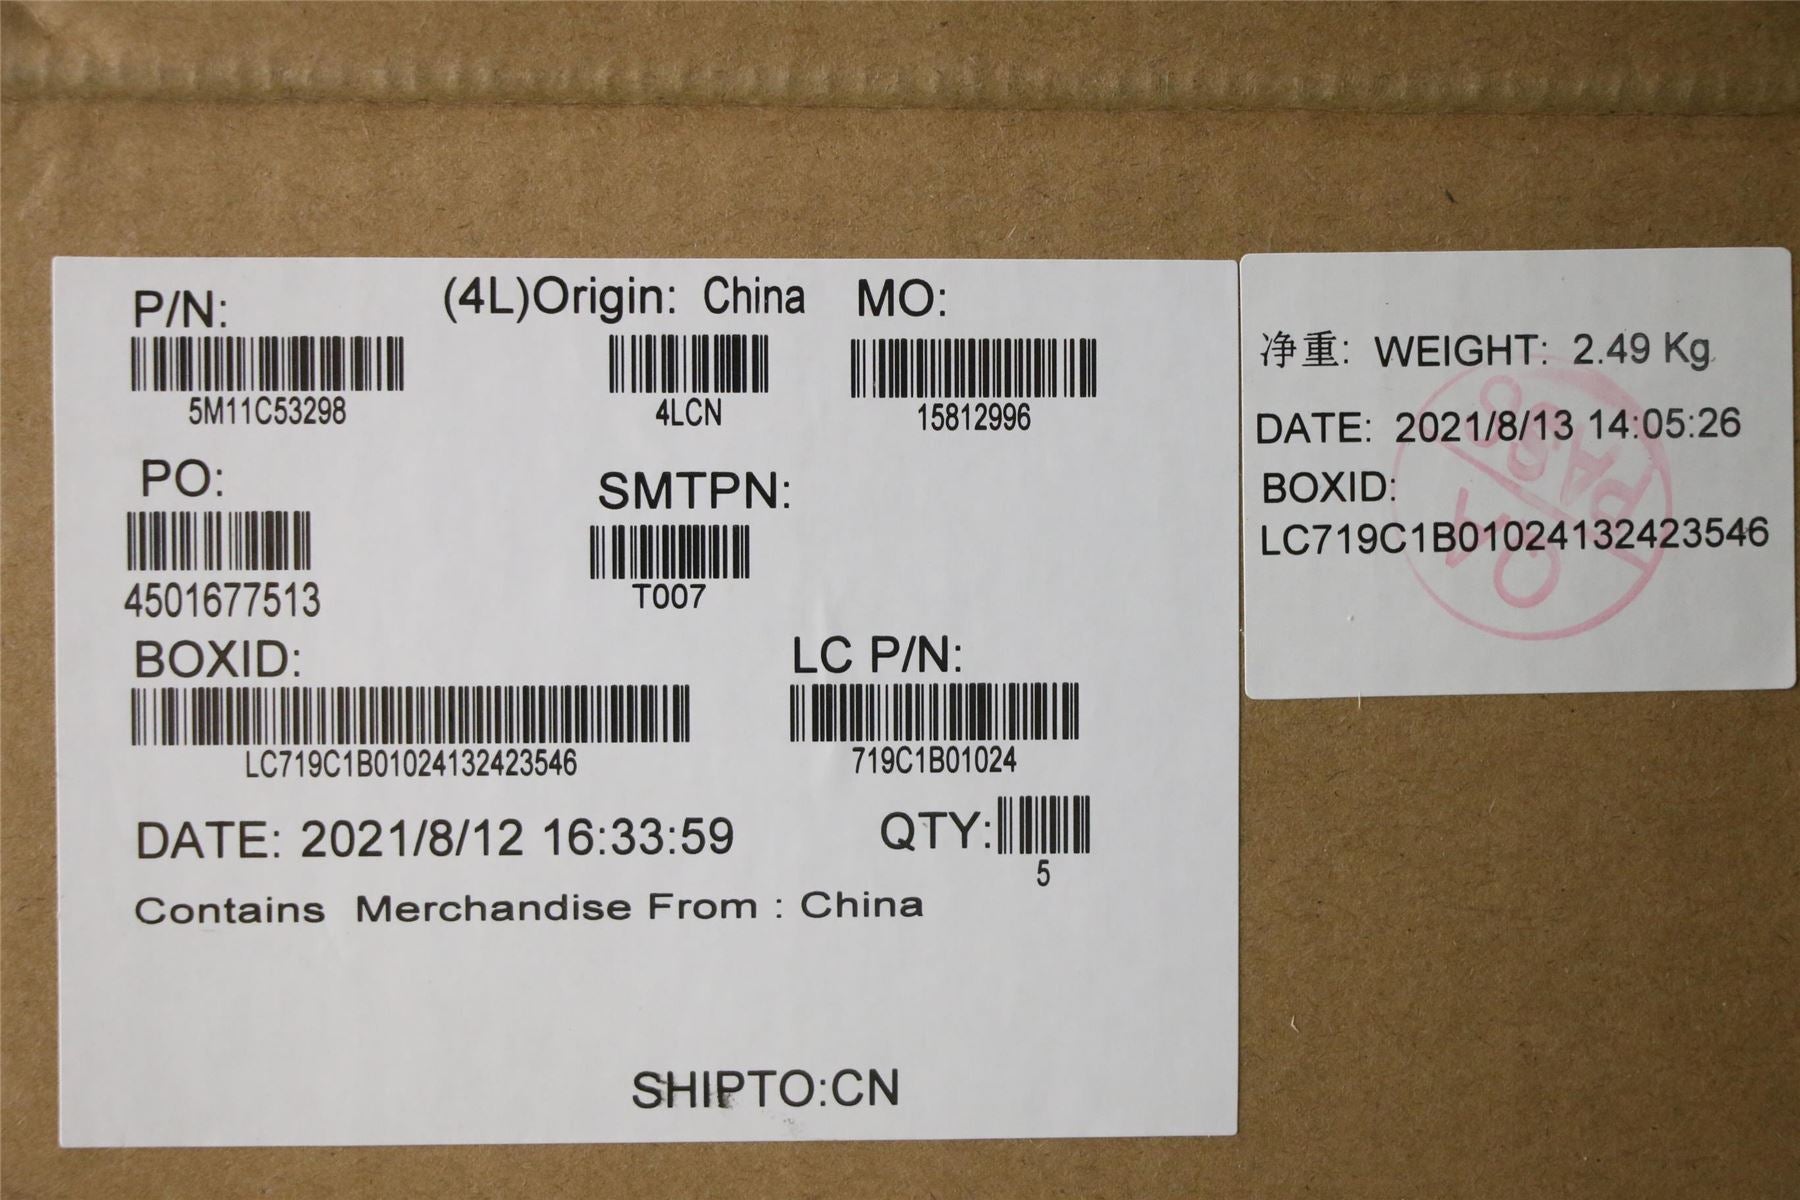 P/N:
(4L)Origin: China
MO:
5M11C53298
4LCN
15812996
PO:
SMTPN:
4501677513
T007
BOXID:
LC P/N:
LC719C1B01024132423546
719C1B01024
DATE: 2021/8/12 16:33:59
QTY:
5
Contains Merchandise From : China
SHIPTO:CN
净重: WEIGHT: 2.49 Kg
DATE: 2021/8/13 14:05:26
BOXID:
LC719C1B01024132423546
QA
PASS